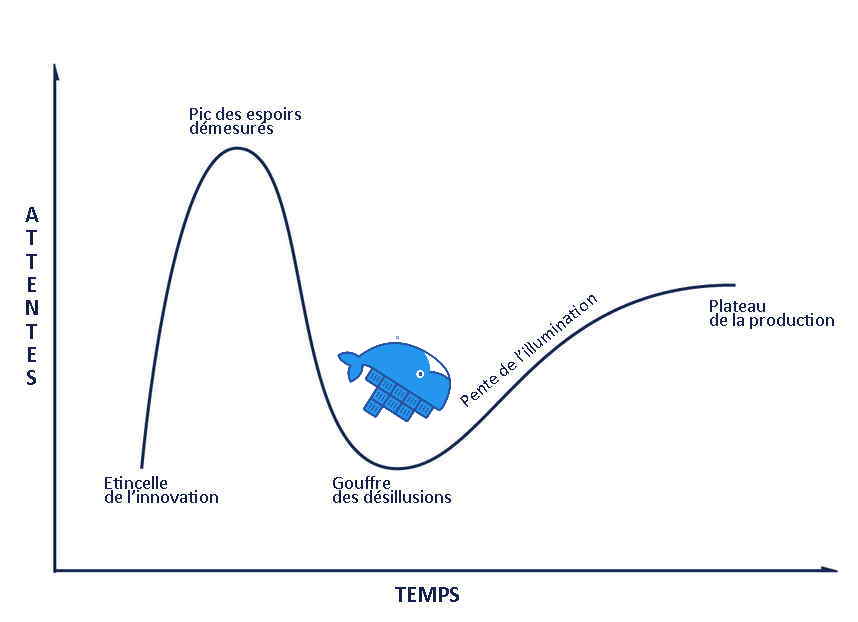 Pic des espoirs
démesurés
ATTENTES
Pente de l'illumination
Plateau
de la production
Etincelle
de l'innovation
Gouffre
des désillusions
TEMPS